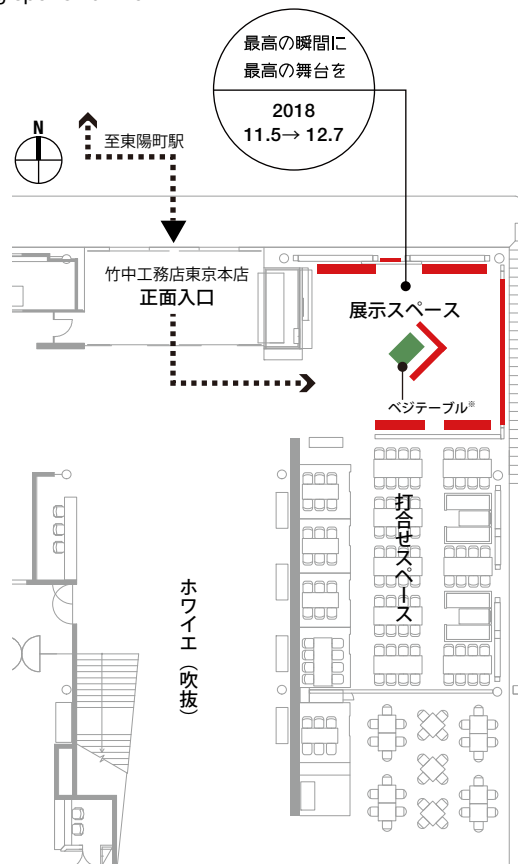 最高の瞬間に
最高の舞台を
2018
11.5→ 12.7
N
至東陽町駅
竹中工務店東京本店
正面入口
展示スペース
ベジテーブル※
打合せスペース
ホワイエ（吹抜）